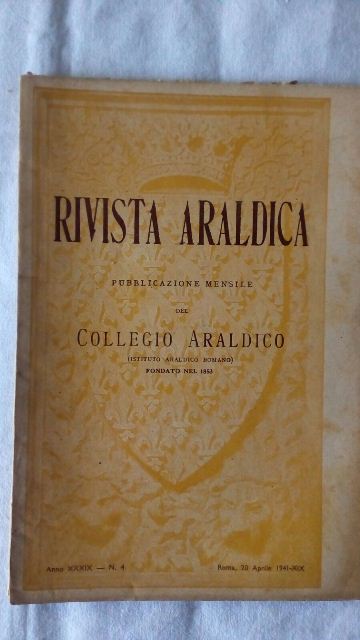 RIVISTA ARALDICA
PUBBLICAZIONE MENSILE
DEL
COLLEGIO ARALDICO
(ISTITUTO ARALDICO ROMANO)
FONDATO NEL 1853
Anno XXXIX — N. 4
Roma, 20 Aprile 1941-XIX